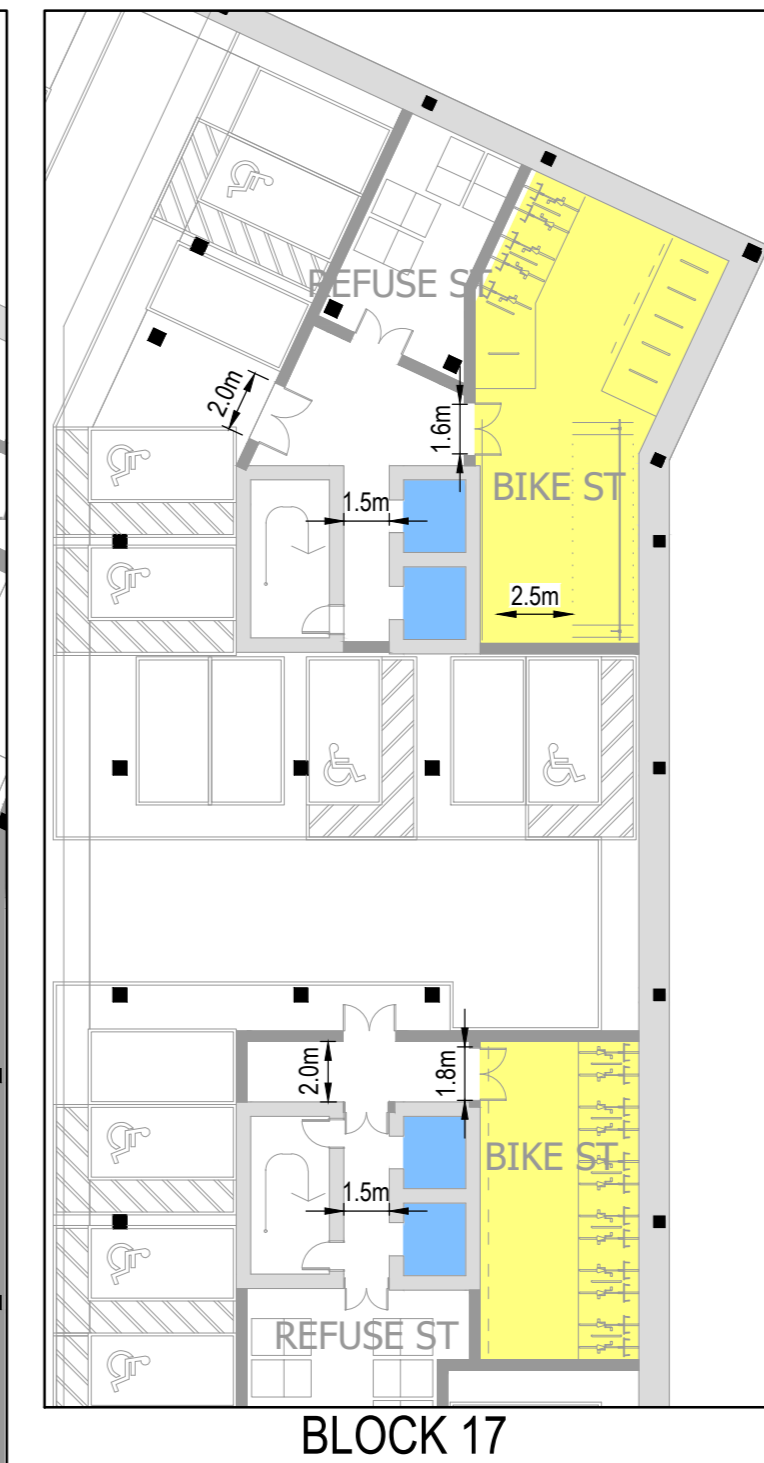 REFUSE ST
2.0m
1.6m
BIKE ST
1.5m
2.5m
2.0m
1.8m
BIKE ST
1.5m
REFUSE ST
BLOCK 17